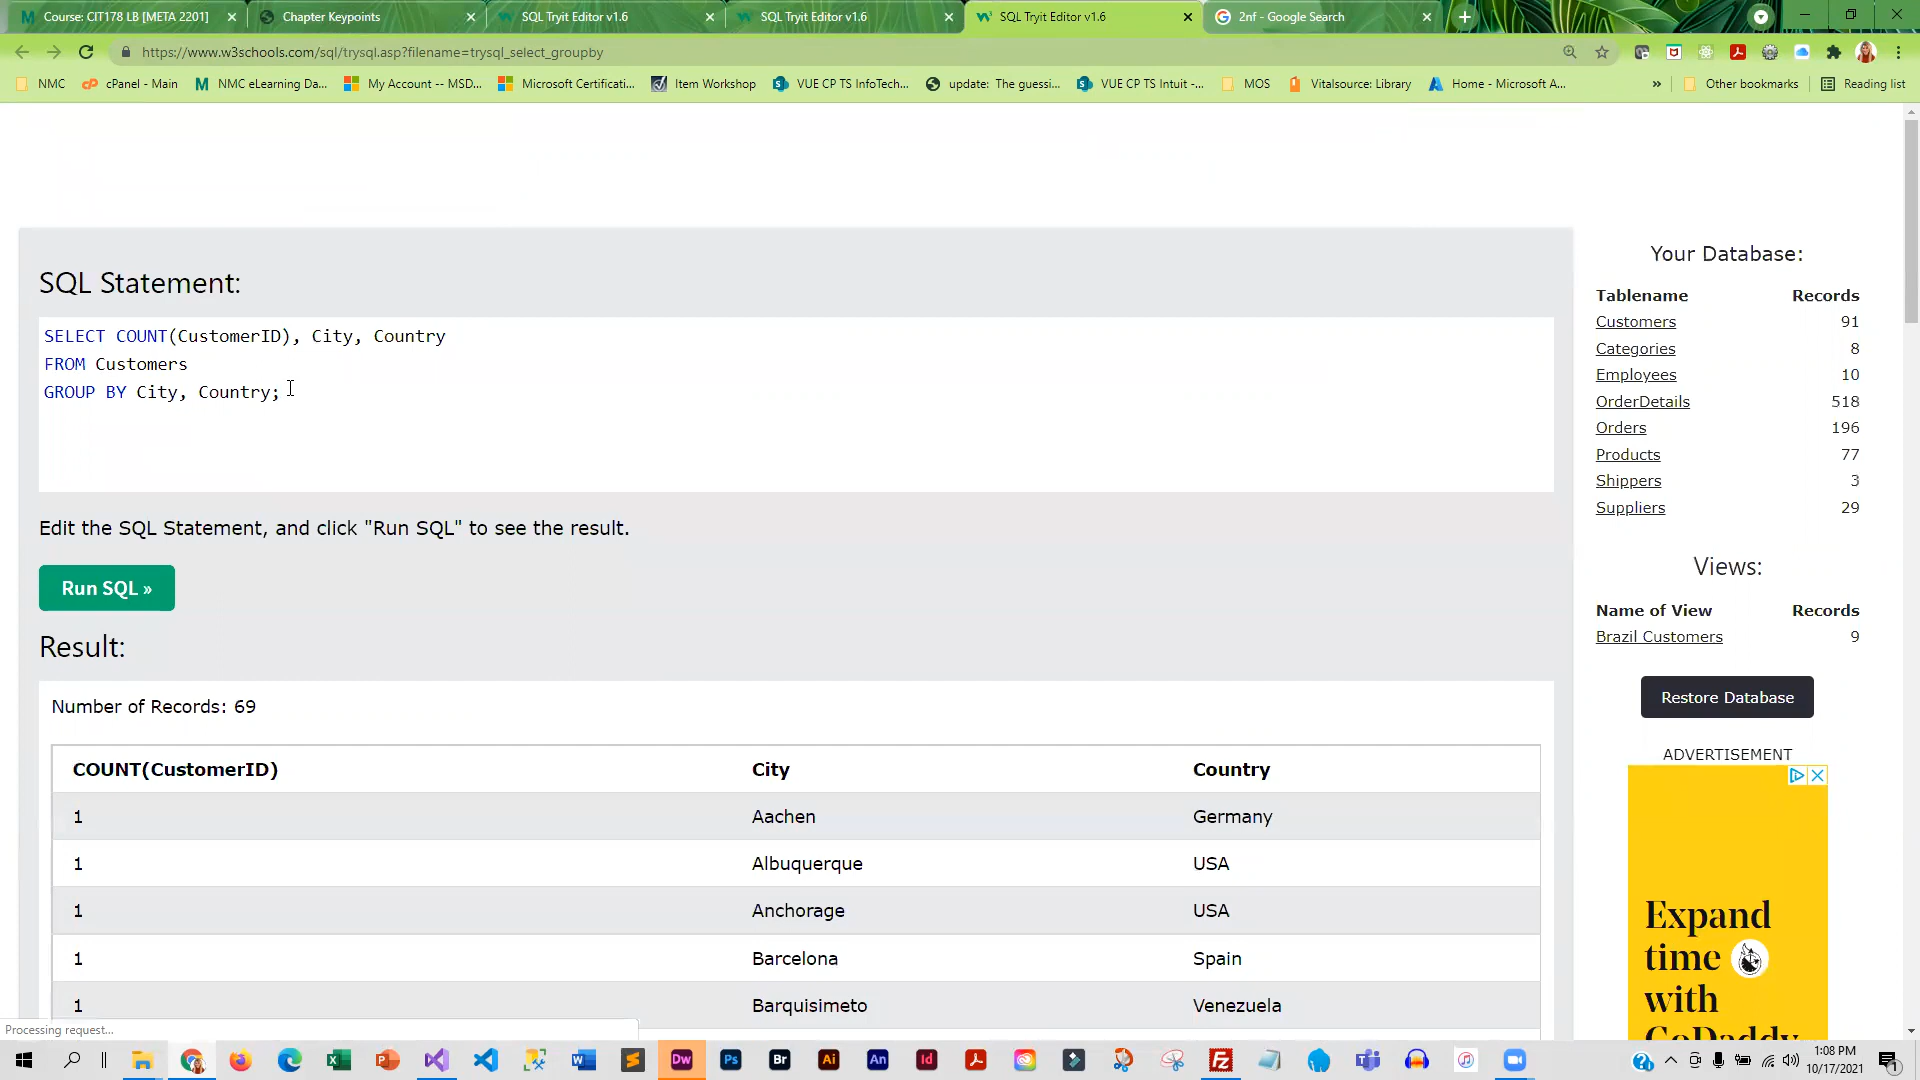 Course: CIT178 LB [META 2201]
Chapter Keypoints
SQL Tryit Editor v1.6
SQL Tryit Editor v1.6
SQL Tryit Editor v1.6
2nf - Google Search
https://www.w3schools.com/sql/trysql.asp?filename=trysql_select_groupby
NMC
cPanel - Main
NMC eLearning Da...
My Account -- MSD...
Microsoft Certificati...
Item Workshop
VUE CP TS InfoTech...
update: The guessi...
VUE CP TS Intuit -...
MOS
Vitalsource: Library
Home - Microsoft A...
»
Other bookmarks
Reading list
SQL Statement:
SELECT COUNT(CustomerID), City, Country
FROM Customers
GROUP BY City, Country;
Edit the SQL Statement, and click "Run SQL" to see the result.
Run SQL »
Result:
Number of Records: 69
COUNT(CustomerID) City Country
1 Aachen Germany
1 Albuquerque USA
1 Anchorage USA
1 Barcelona Spain
1 Barquisimeto Venezuela
Your Database:
Tablename Records
Customers 91
Categories 8
Employees 10
OrderDetails 518
Orders 196
Products 77
Shippers 3
Suppliers 29
Views:
Name of View Records
Brazil Customers 9
Restore Database
ADVERTISEMENT
Expand
time
with
GoDaddy
Processing request...
Dw
Ps
Br
Ai
An
Id
1:08 PM
10/17/2021
1